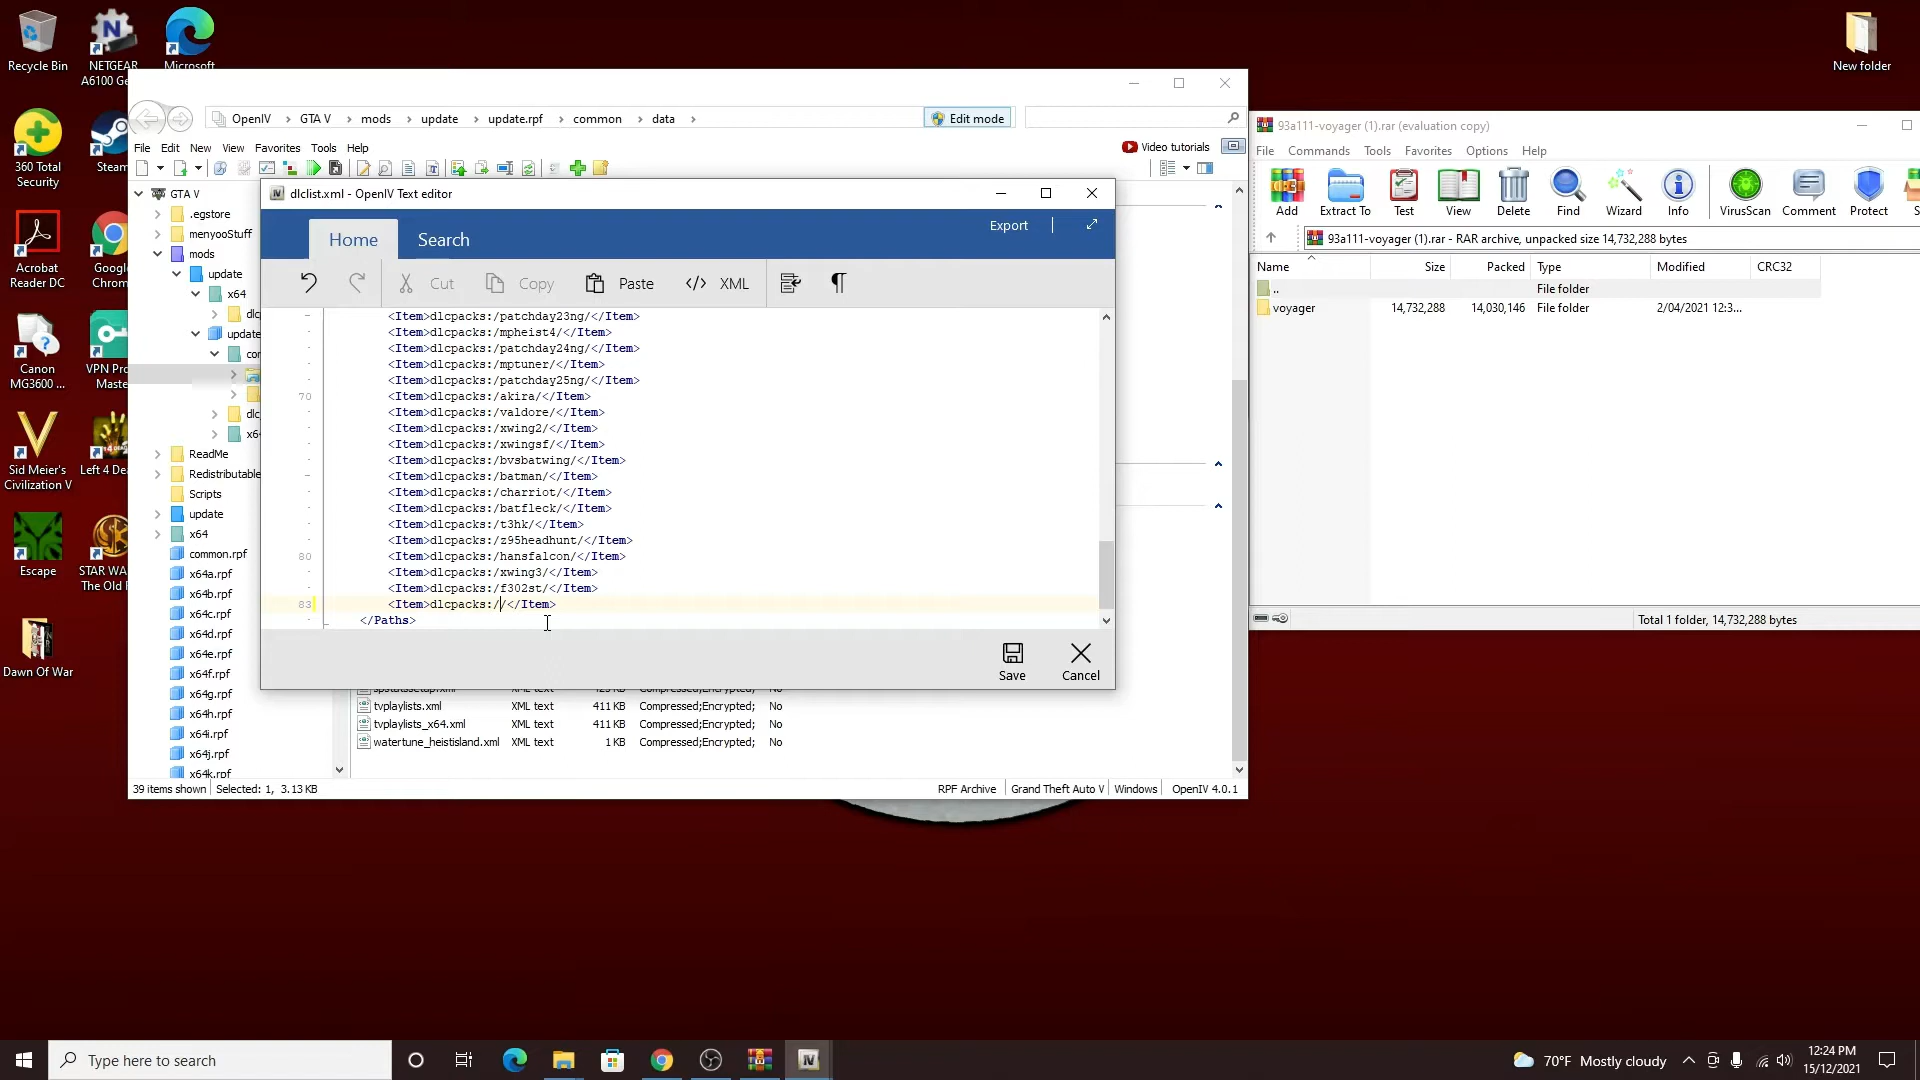 Recycle Bin
NETGEAR
A6100 Ge
Microsoft
New folder
360 Total
Security
Steam
Acrobat
Reader DC
Google
Chrom
Canon
MG3600 ...
VPN Pro
Maste
Sid Meier's
Civilization V
Left 4 Dea
Escape
STAR WA
The Old
Dawn Of War
OpenIV
GTA V
mods
update
update.rpf
common
data
Edit mode
File Edit New View Favorites Tools Help
Video tutorials
GTA V
.egstore
menyooStuff
mods
update
x64
dlc
update
co
dlc
x6
ReadMe
Redistributable
Scripts
update
x64
common.rpf
x64a.rpf
x64b.rpf
x64c.rpf
x64d.rpf
x64e.rpf
x64f.rpf
x64g.rpf
x64h.rpf
x64i.rpf
x64j.rpf
x64k.rpf
dlclist.xml - OpenIV Text editor
Export
Home Search
Cut Copy Paste </> XML
<Item>dlcpacks:/patchday23ng/</Item>
<Item>dlcpacks:/mpheist4/</Item>
<Item>dlcpacks:/patchday24ng/</Item>
<Item>dlcpacks:/mptuner/</Item>
<Item>dlcpacks:/patchday25ng/</Item>
70 <Item>dlcpacks:/akira/</Item>
<Item>dlcpacks:/valdore/</Item>
<Item>dlcpacks:/xwing2/</Item>
<Item>dlcpacks:/xwingsf/</Item>
<Item>dlcpacks:/bvsbatwing/</Item>
<Item>dlcpacks:/batman/</Item>
<Item>dlcpacks:/charriot/</Item>
<Item>dlcpacks:/batfleck/</Item>
<Item>dlcpacks:/t3hk/</Item>
<Item>dlcpacks:/z95headhunt/</Item>
80 <Item>dlcpacks:/hansfalcon/</Item>
<Item>dlcpacks:/xwing3/</Item>
<Item>dlcpacks:/f302st/</Item>
83 <Item>dlcpacks://</Item>
</Paths>
Save
Cancel
tvplaylists.xml XML text 411 KB Compressed;Encrypted; No
tvplaylists_x64.xml XML text 411 KB Compressed;Encrypted; No
watertune_heistisland.xml XML text 1 KB Compressed;Encrypted; No
39 items shown Selected: 1, 3.13 KB
RPF Archive Grand Theft Auto V Windows OpenIV 4.0.1
93a111-voyager (1).rar (evaluation copy)
File Commands Tools Favorites Options Help
Add Extract To Test View Delete Find Wizard Info VirusScan Comment Protect S
93a111-voyager (1).rar - RAR archive, unpacked size 14,732,288 bytes
Name Size Packed Type Modified CRC32
.. File folder
voyager 14,732,288 14,030,146 File folder 2/04/2021 12:3...
Total 1 folder, 14,732,288 bytes
Type here to search
70°F Mostly cloudy
12:24 PM
15/12/2021